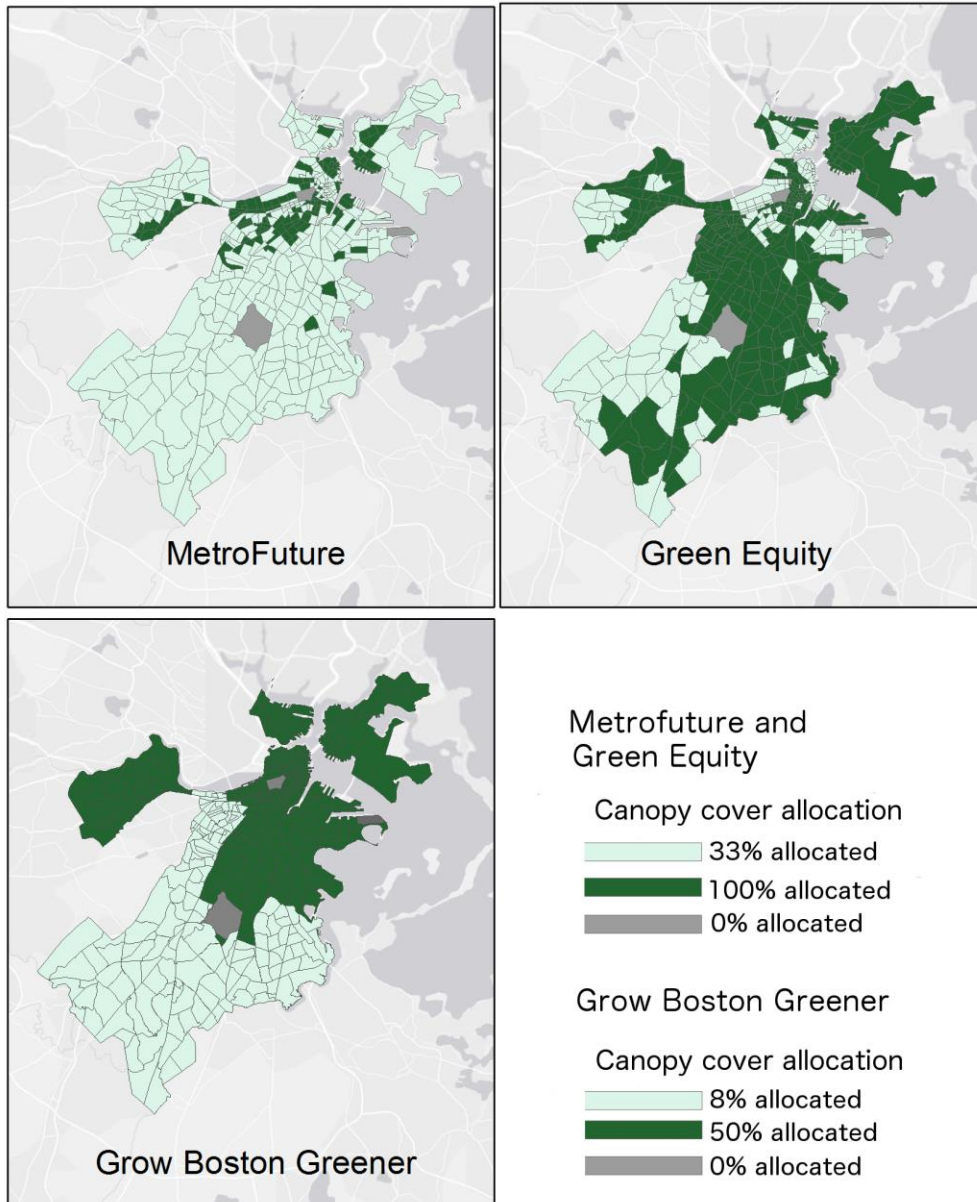 MetroFuture
Green Equity
Grow Boston Greener
Metrofuture and
Green Equity
Canopy cover allocation
33% allocated
100% allocated
0% allocated
Grow Boston Greener
Canopy cover allocation
8% allocated
50% allocated
0% allocated